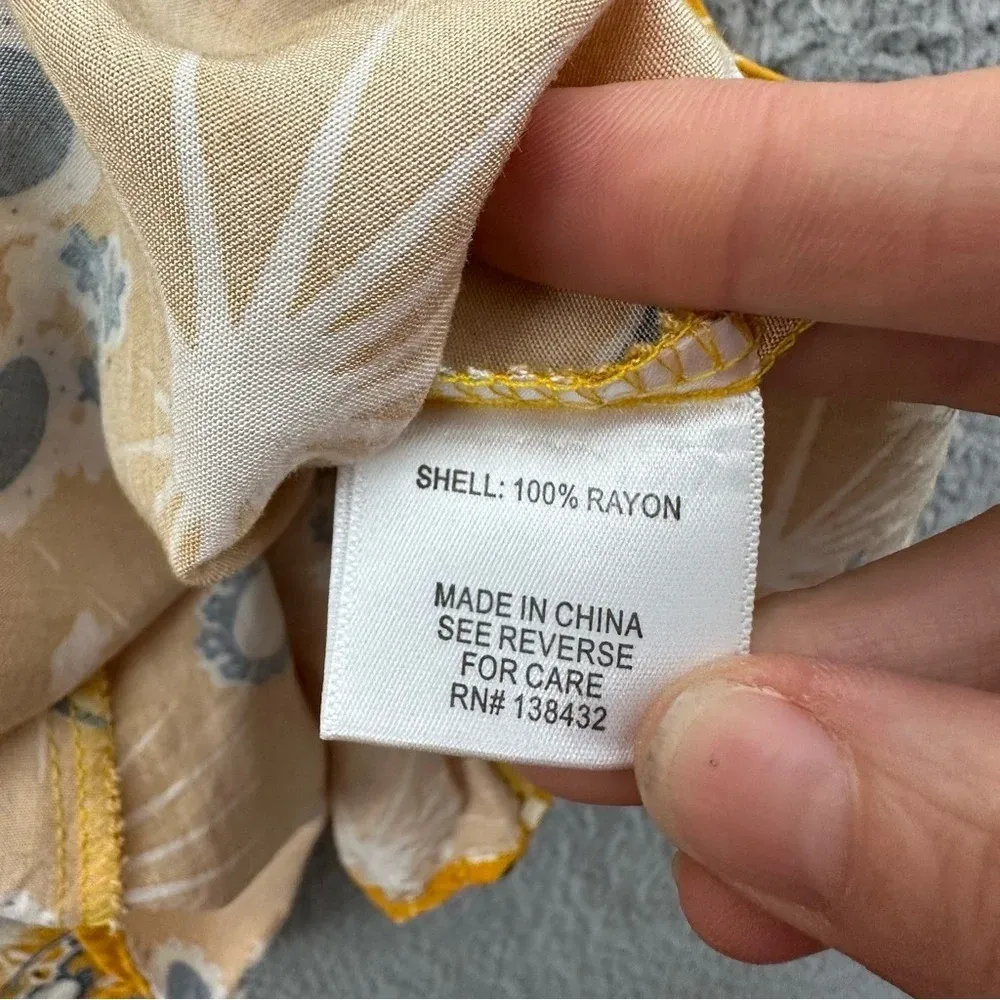 SHELL: 100% RAYON
MADE IN CHINA
SEE REVERSE
FOR CARE
RN# 138432